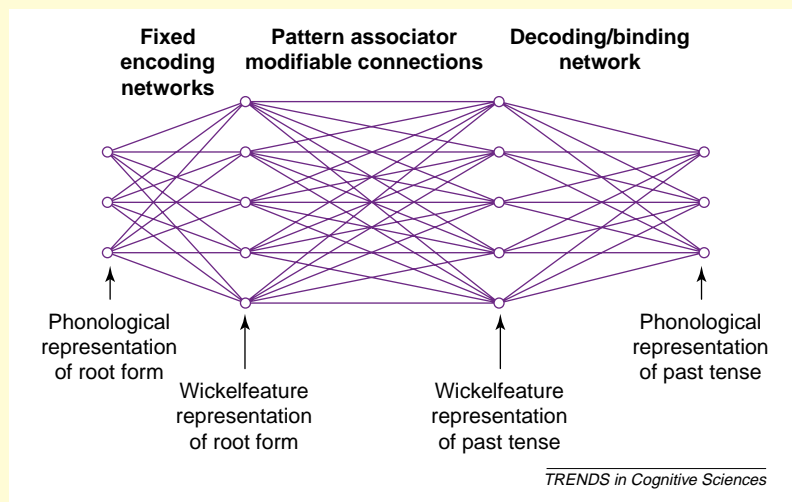 Fixed
encoding
networks
Pattern associator
modifiable connections
Decoding/binding
network
Phonological
representation
of root form
Wickelfeature
representation
of root form
Wickelfeature
representation
of past tense
Phonological
representation
of past tense
TRENDS in Cognitive Sciences